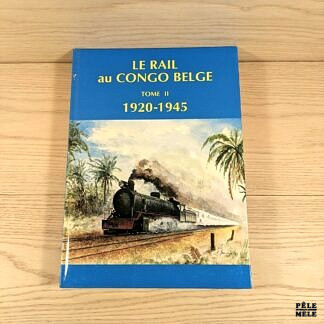 LE RAIL
au CONGO BELGE
TOME II
1920-1945
PÊLE
MÊLE